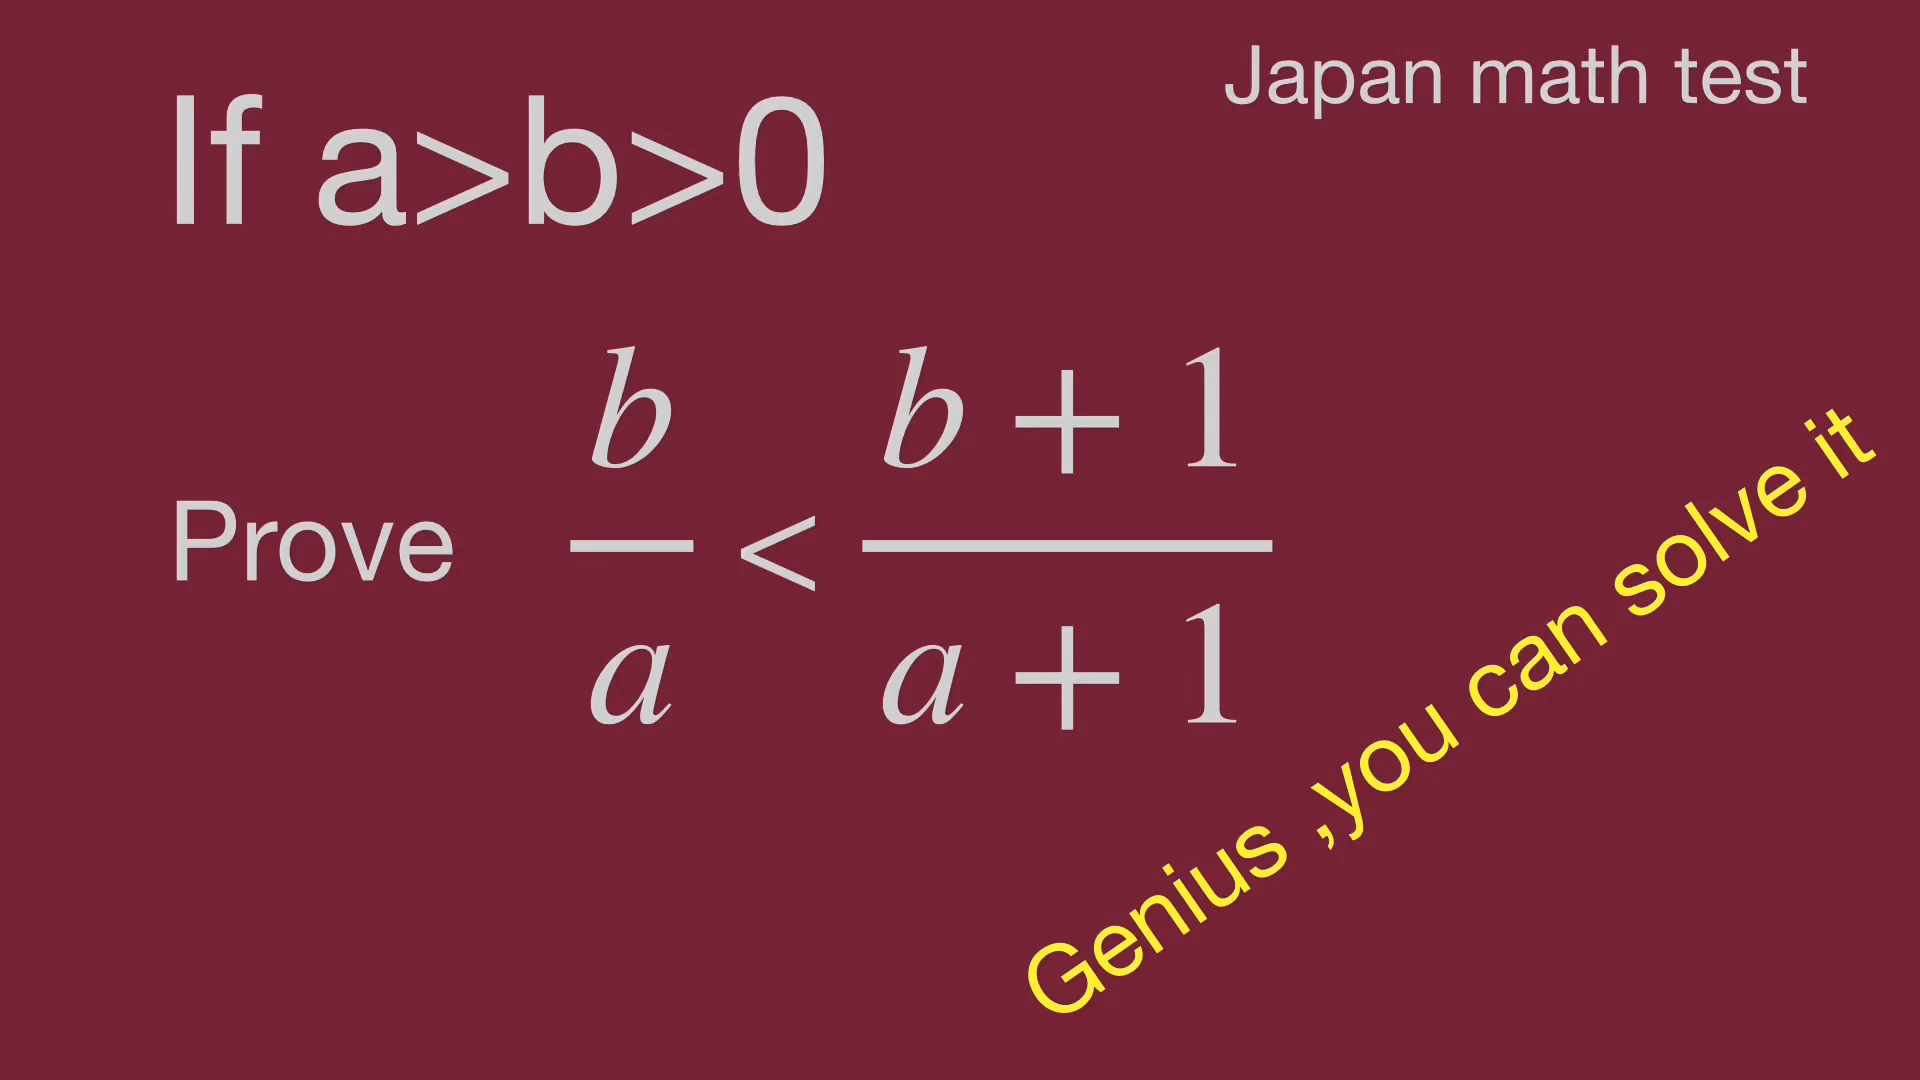 Japan math test
If a>b>0
Prove b/a < (b + 1)/(a + 1)
Genius ,you can solve it